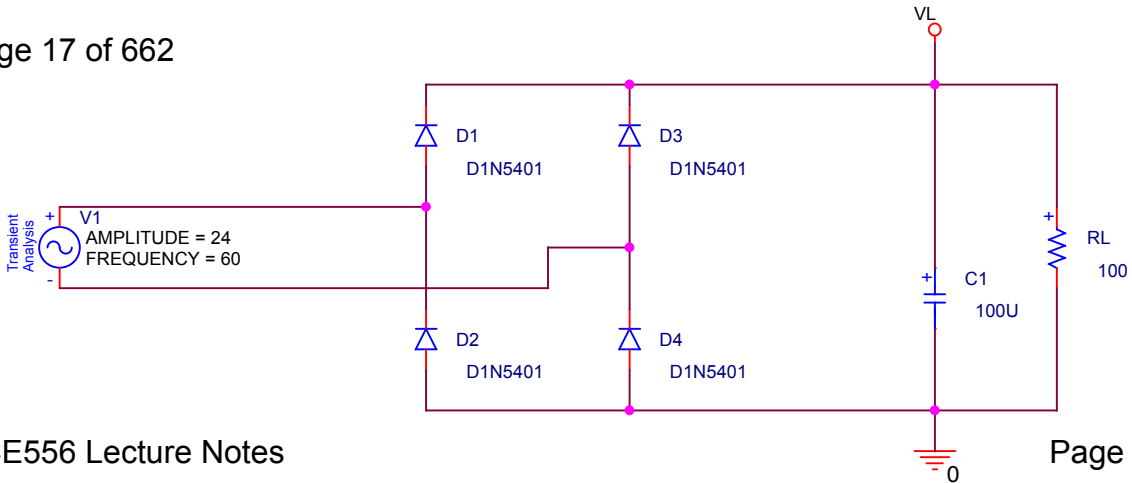 VL
ge 17 of 662
D1
D1N5401
D3
D1N5401
Transient
Analysis
+
V1
AMPLITUDE = 24
FREQUENCY = 60
-
+
RL
100
+
C1
100U
D2
D1N5401
D4
D1N5401
E556 Lecture Notes
0
Page